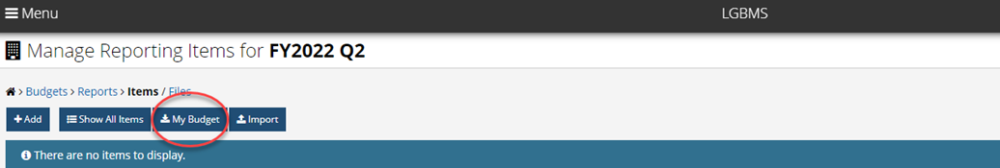 Menu
LGBMS
Manage Reporting Items for FY2022 Q2
> Budgets > Reports > Items / Files
+ Add
Show All Items
My Budget
Import
There are no items to display.